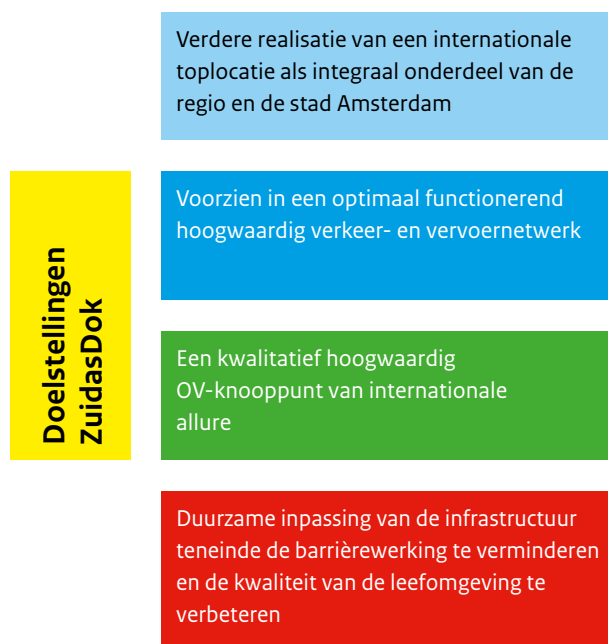 Verdere realisatie van een internationale
toplocatie als integraal onderdeel van de
regio en de stad Amsterdam
Doelstellingen
ZuidasDok
Voorzien in een optimaal functionerend
hoogwaardig verkeer- en vervoernetwerk
Een kwalitatief hoogwaardig
OV-knooppunt van internationale
allure
Duurzame inpassing van de infrastructuur
teneinde de barrièrewerking te verminderen
en de kwaliteit van de leefomgeving te
verbeteren